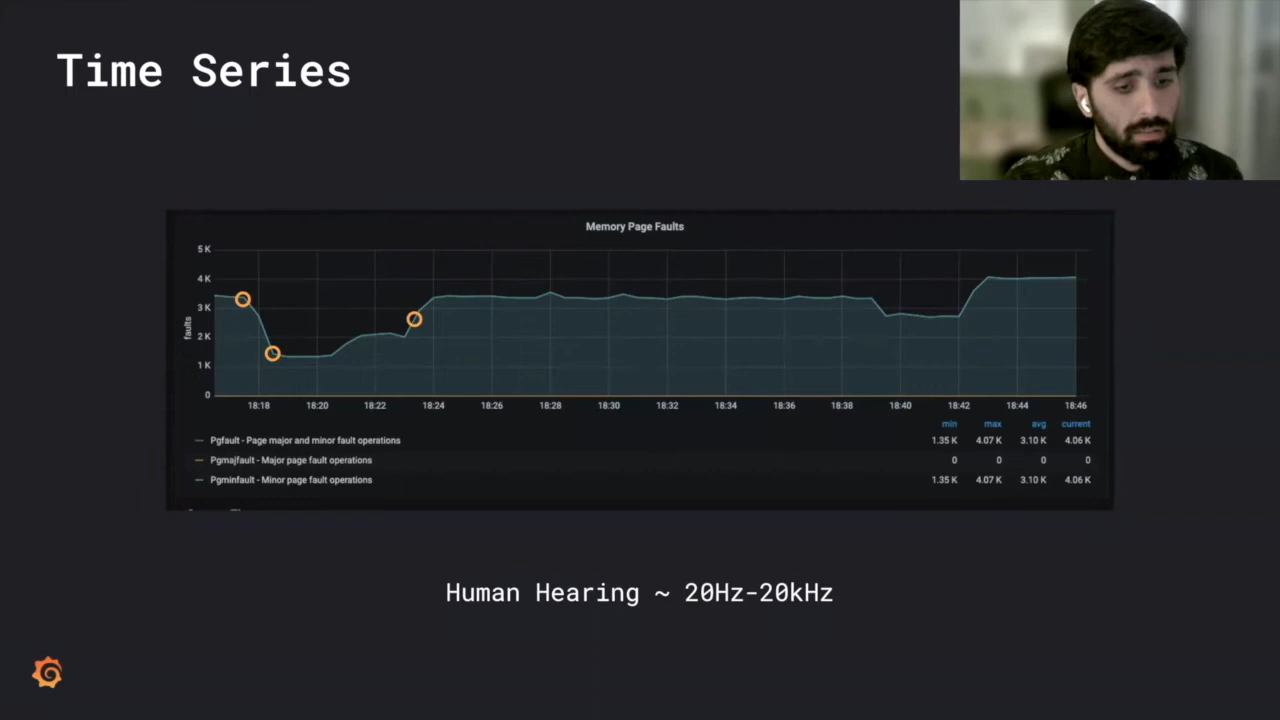 Time Series
Memory Page Faults
5 K
4 K
3 K
2 K
1 K
0
faults
18:18 18:20 18:22 18:24 18:26 18:28 18:30 18:32 18:34 18:36 18:38 18:40 18:42 18:44 18:46
min max avg current
Pgfault - Page major and minor fault operations 1.35 K 4.07 K 3.10 K 4.06 K
Pgmajfault - Major page fault operations 0 0 0 0
Pgminfault - Minor page fault operations 1.35 K 4.07 K 3.10 K 4.06 K
Human Hearing ~ 20Hz-20kHz